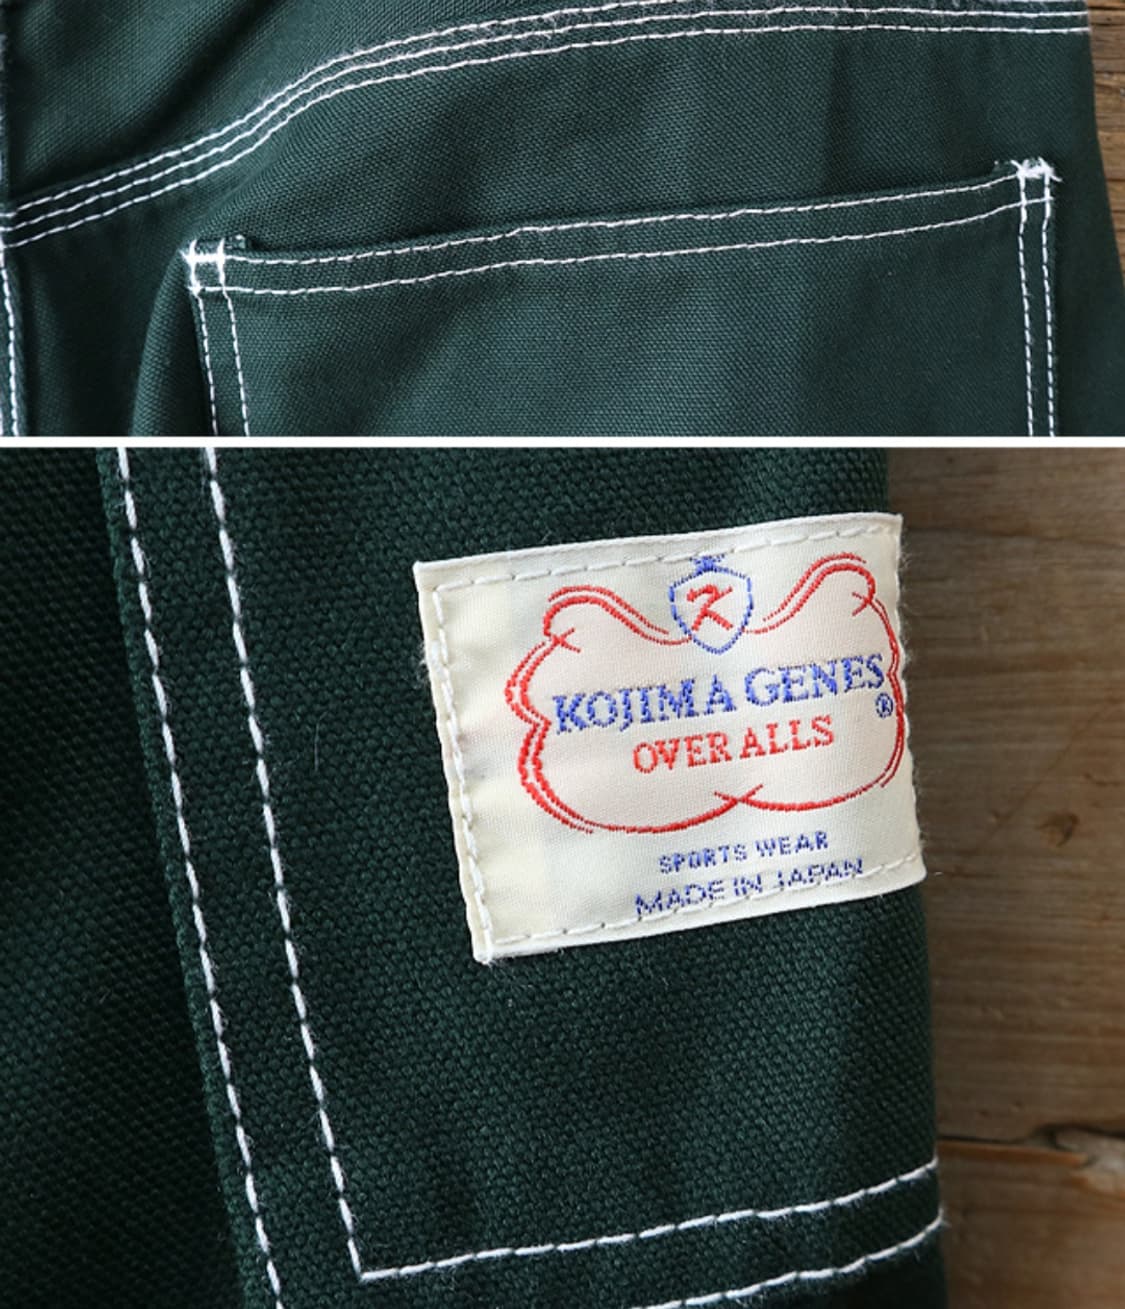 K
KOJIMA GENES
®
OVER ALLS
SPORTS WEAR
MADE IN JAPAN